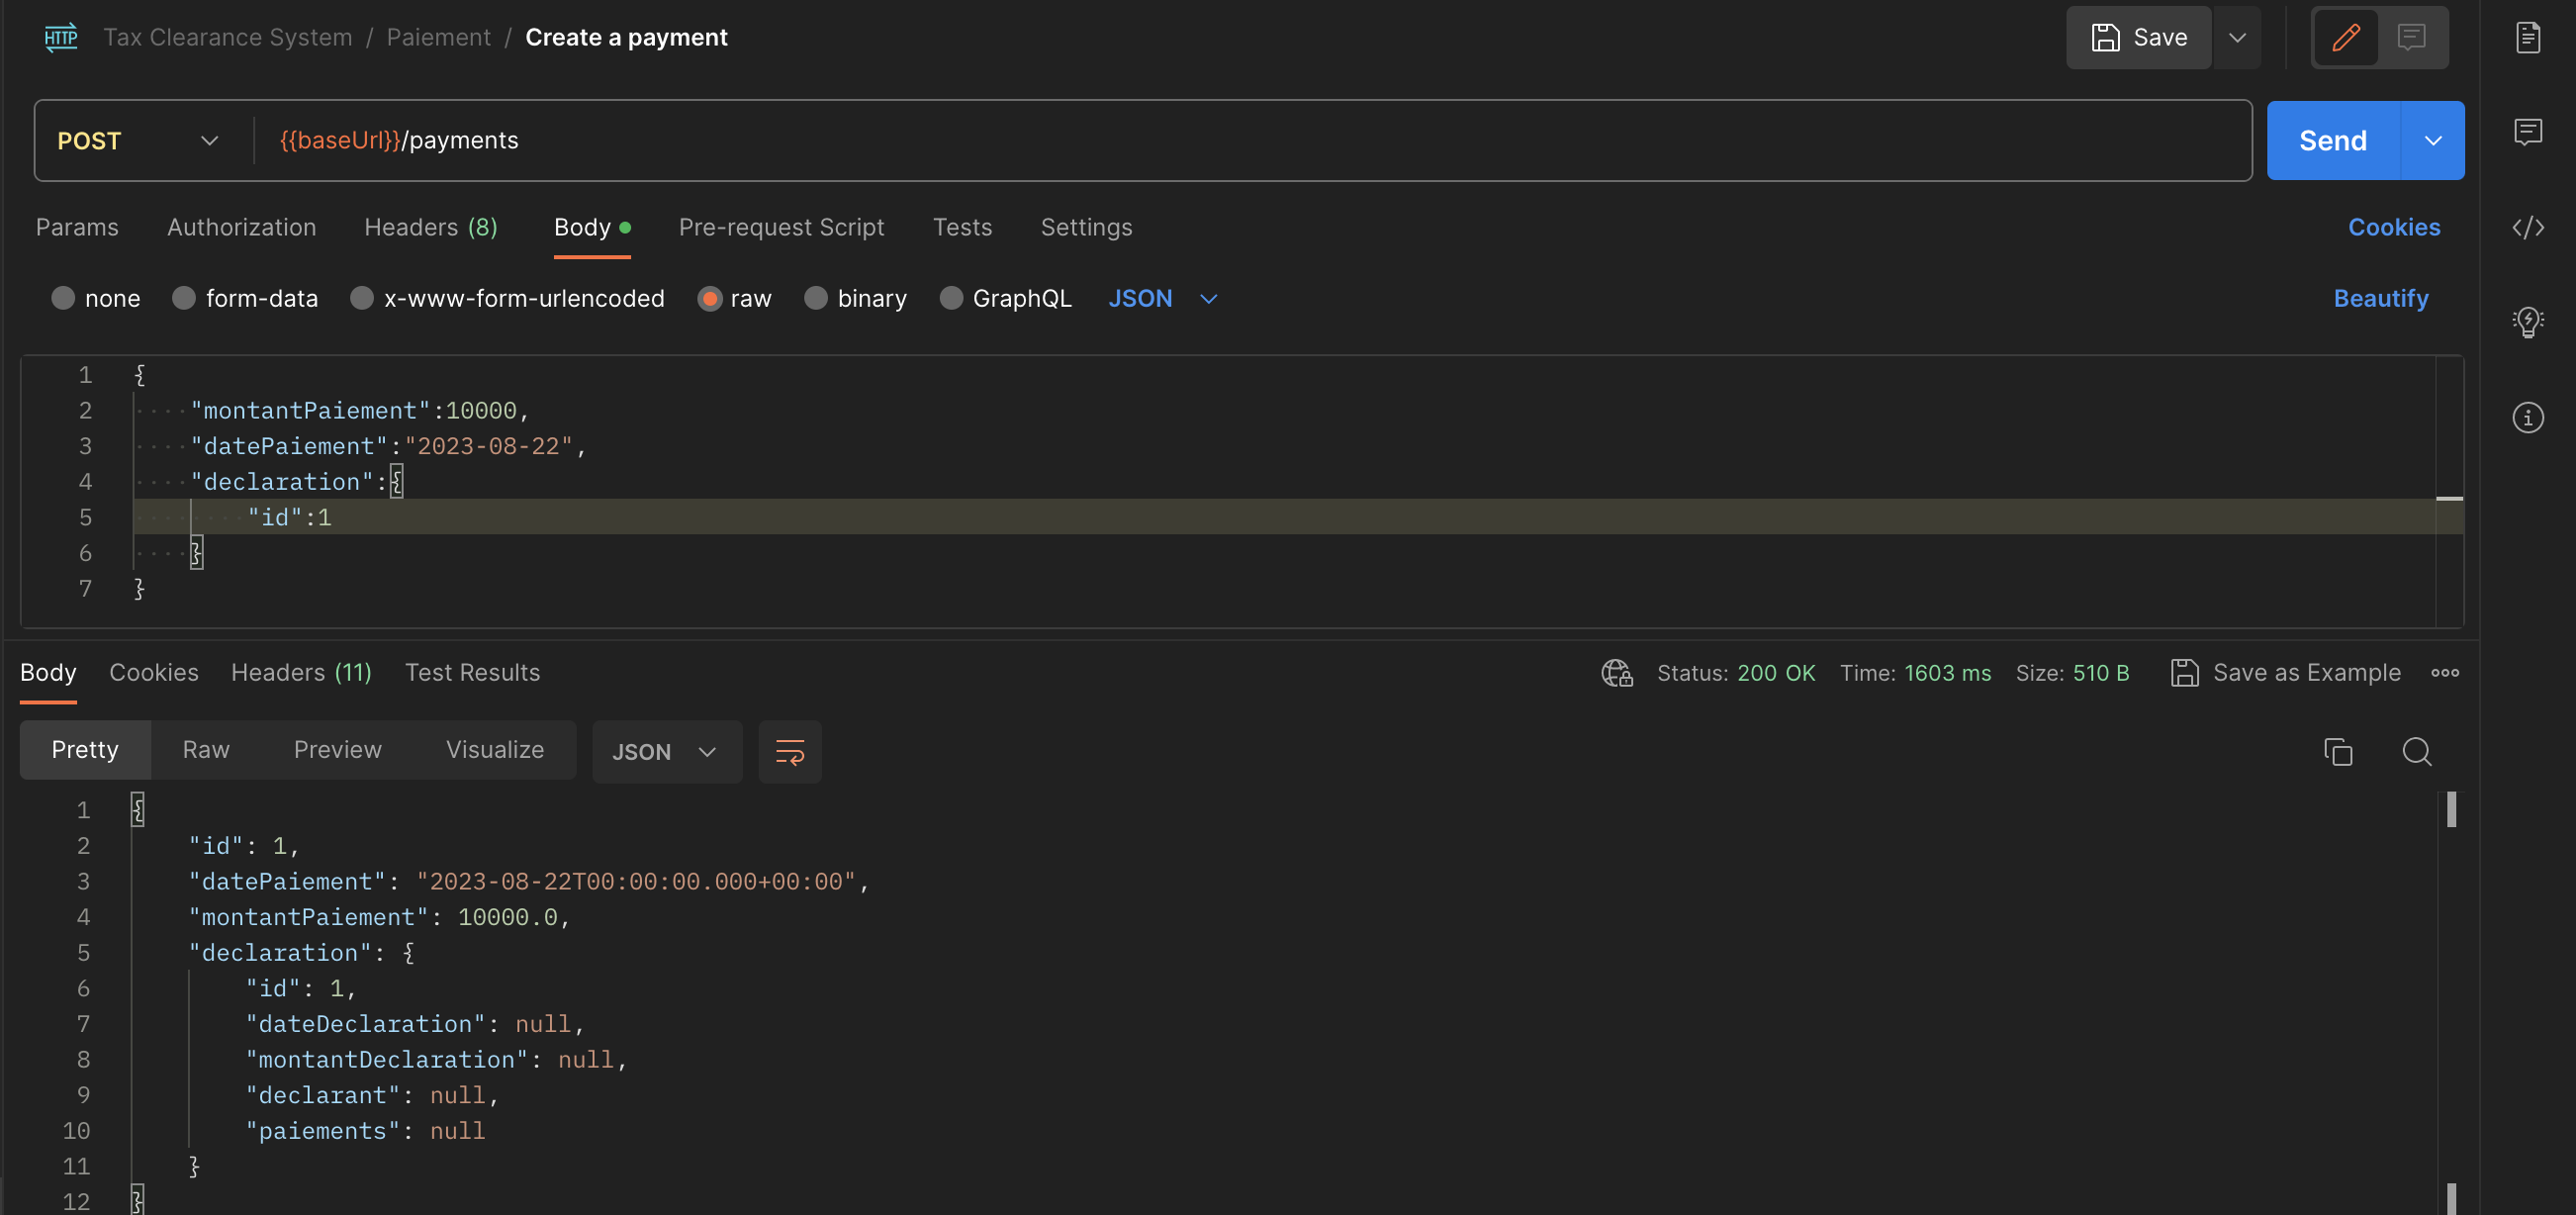 HTTP Tax Clearance System / Paiement / Create a payment Save
POST {{baseUrl}}/payments Send
Params Authorization Headers (8) Body Pre-request Script Tests Settings Cookies
none form-data x-www-form-urlencoded raw binary GraphQL JSON Beautify
1 {
2 "montantPaiement":10000,
3 "datePaiement":"2023-08-22",
4 "declaration":{
5 "id":1
6 }
7 }
Body Cookies Headers (11) Test Results Status: 200 OK Time: 1603 ms Size: 510 B Save as Example
Pretty Raw Preview Visualize JSON
1 {
2 "id": 1,
3 "datePaiement": "2023-08-22T00:00:00.000+00:00",
4 "montantPaiement": 10000.0,
5 "declaration": {
6 "id": 1,
7 "dateDeclaration": null,
8 "montantDeclaration": null,
9 "declarant": null,
10 "paiements": null
11 }
12 }